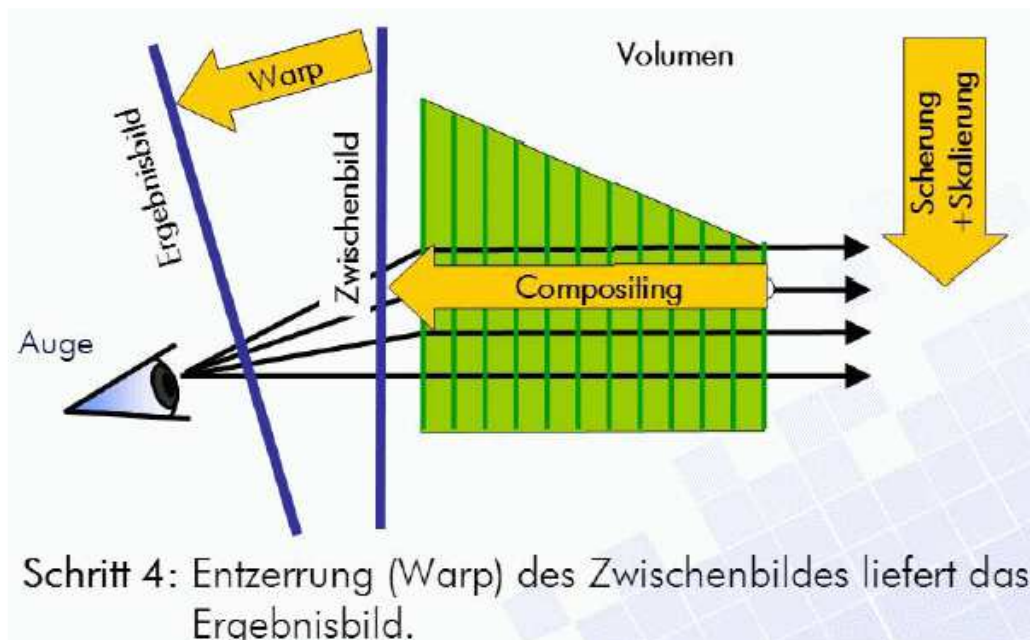 Warp
Volumen
Ergebnisbild
Zwischenbild
Scherung
+Skalierung
Compositing
Auge
Schritt 4: Entzerrung (Warp) des Zwischenbildes liefert das
Ergebnisbild.